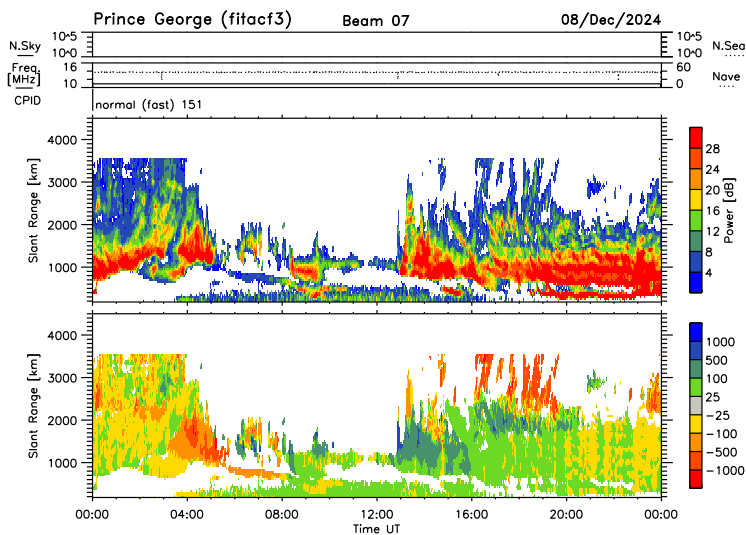 Prince George (fitacf3) Beam 07 08/Dec/2024
N.Sky 10^5 10^5 N.Sea
10^0 10^0
Freq. [MHz] 16 60 Nave
10 0
CPID normal (fast) 151
Slant Range [km]
4000
3000
2000
1000
Power [dB]
28
24
20
16
12
8
4
Slant Range [km]
4000
3000
2000
1000
1000
500
100
25
-25
-100
-500
-1000
00:00 04:00 08:00 12:00 16:00 20:00 00:00
Time UT